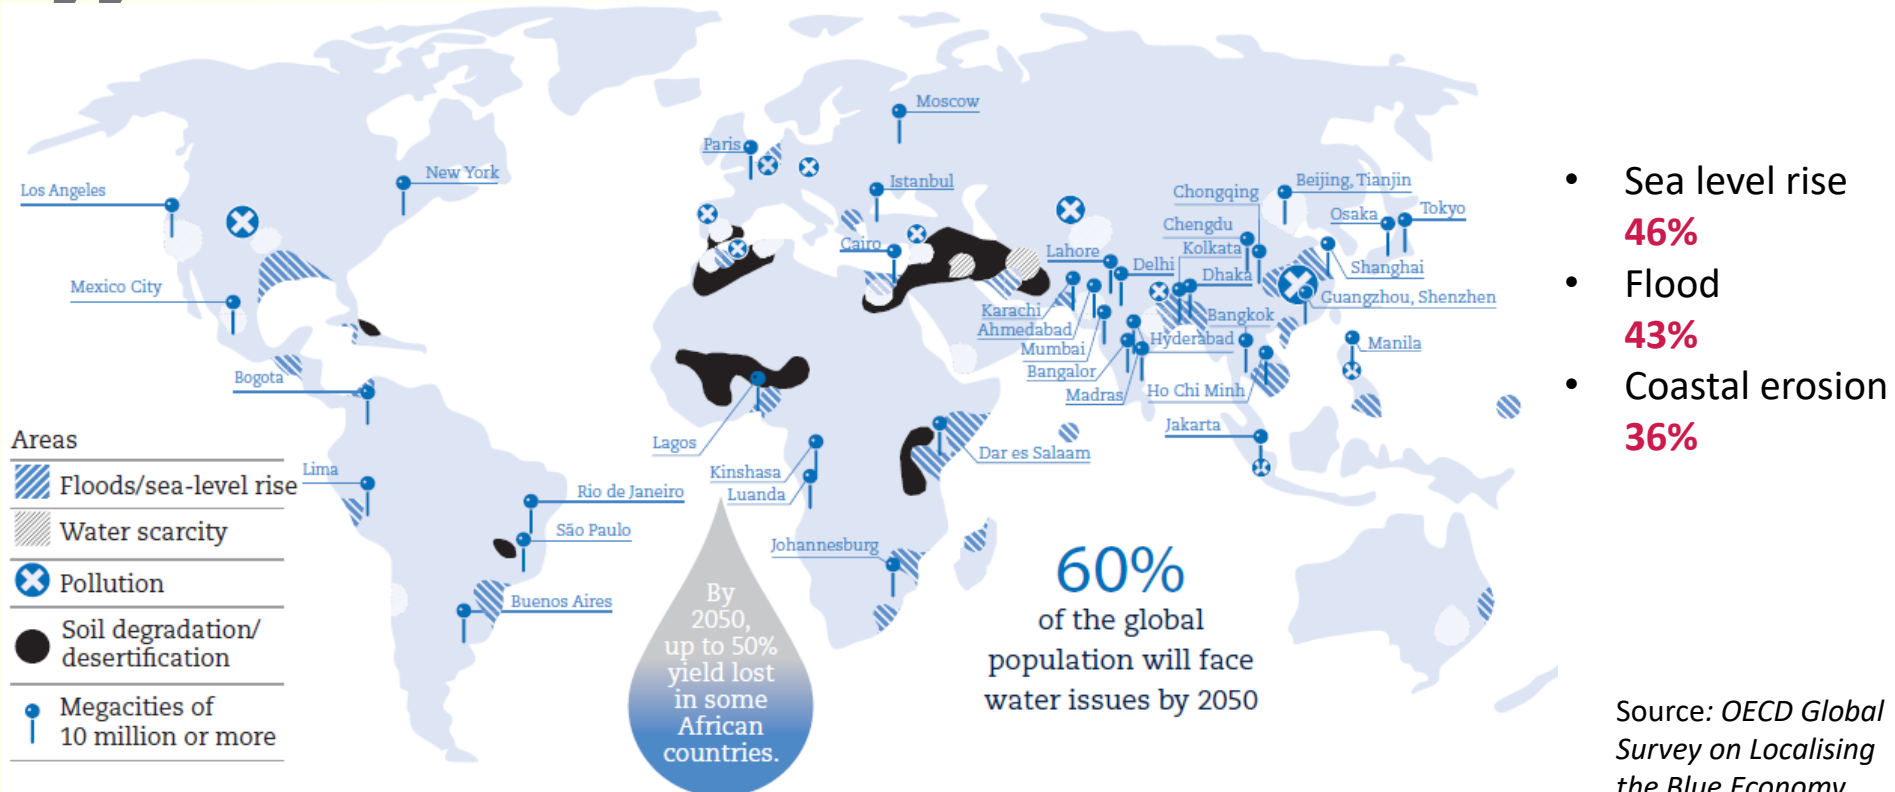 Moscow
Paris
New York
Los Angeles
Istanbul
Beijing, Tianjin
Chongqing
Osaka
Tokyo
Chengdu
Cairo
Lahore
Kolkata
Delhi
Dhaka
Shanghai
Mexico City
Guangzhou, Shenzhen
Karachi
Bangkok
Ahmedabad
Hyderabad
Manila
Mumbai
Bangalor
Bogota
Madras
Ho Chi Minh
Jakarta
Lagos
Dar es Salaam
Kinshasa
Lima
Luanda
Rio de Janeiro
São Paulo
Johannesburg
Buenos Aires
Areas
Floods/sea-level rise
Water scarcity
Pollution
Soil degradation/
desertification
Megacities of
10 million or more
By
2050,
up to 50%
yield lost
in some
African
countries.
60%
of the global
population will face
water issues by 2050
• Sea level rise
46%
• Flood
43%
• Coastal erosion
36%
Source: OECD Global
Survey on Localising
the Blue Economy